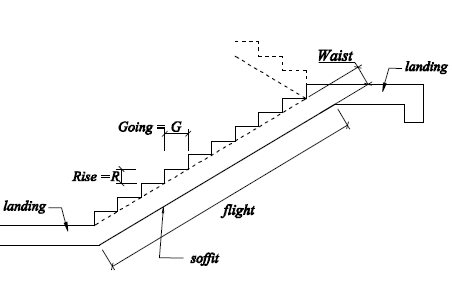 Waist
landing
Going = G
Rise =R
landing
flight
soffit